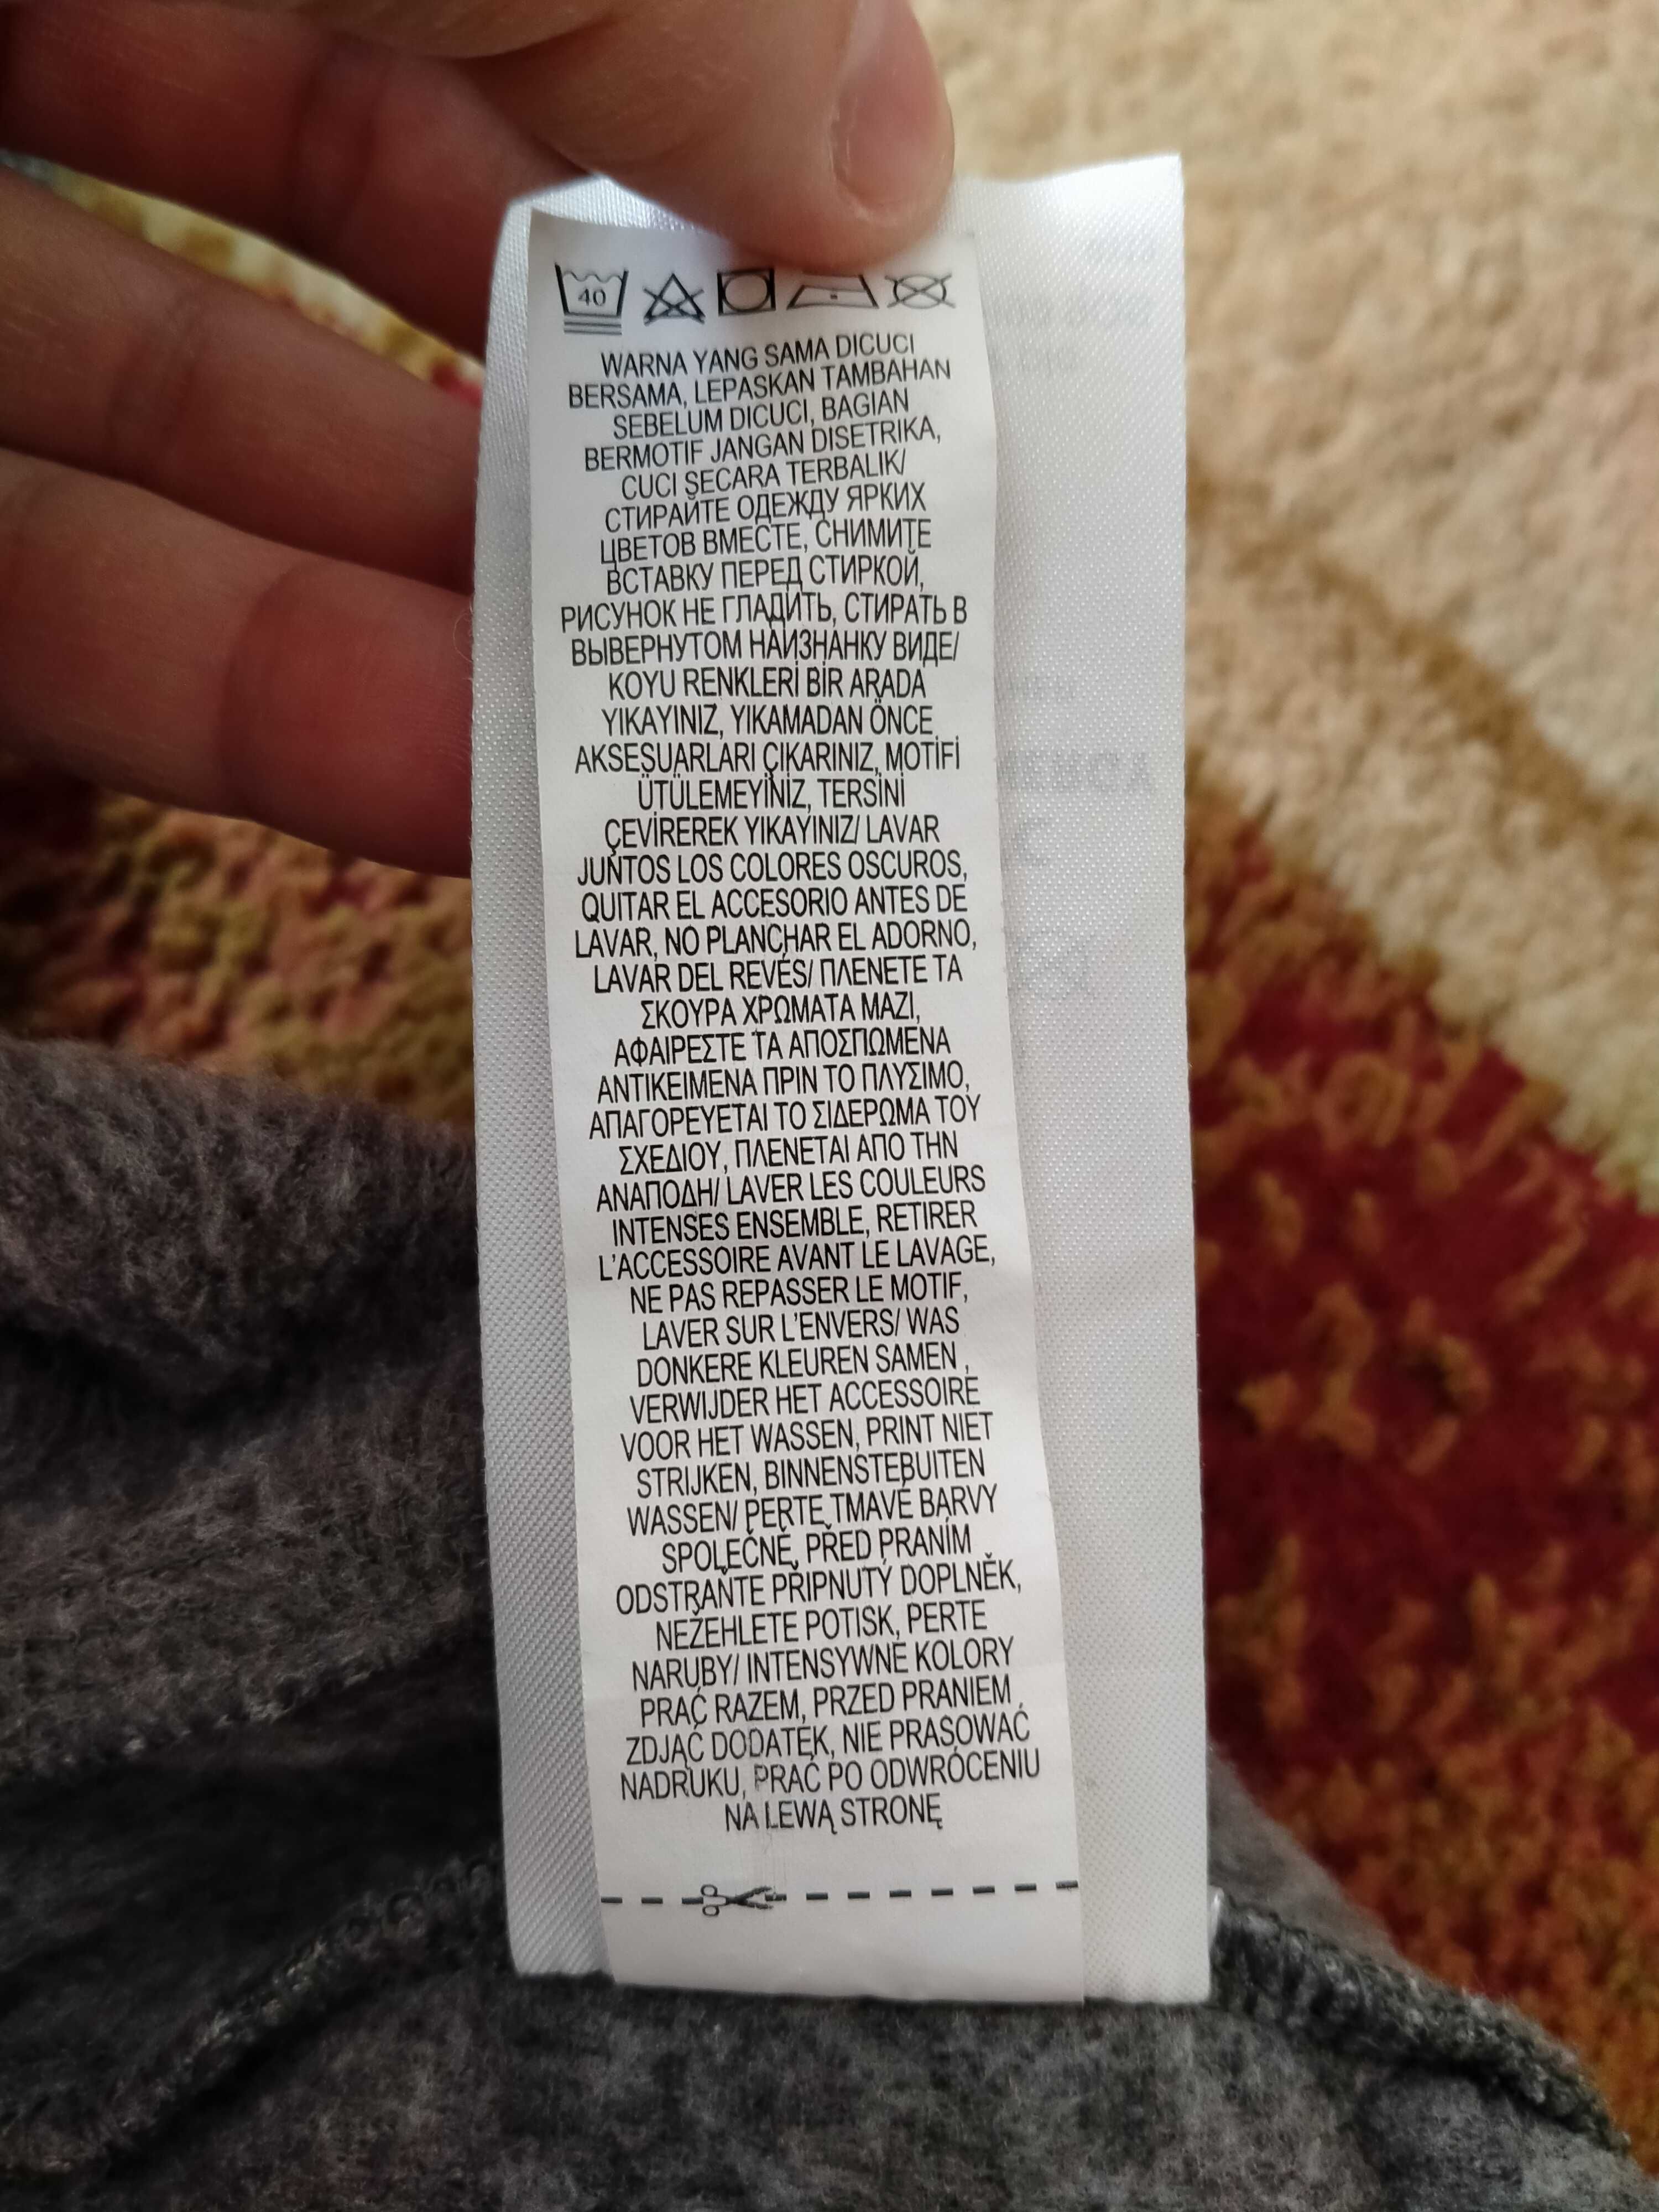 40
WARNA YANG SAMA DICUCI
BERSAMA, LEPASKAN TAMBAHAN
SEBELUM DICUCI, BAGIAN
BERMOTIF JANGAN DISETRIKA,
CUCI SECARA TERBALIK/
СТИРАЙТЕ ОДЕЖДУ ЯРКИХ
ЦВЕТОВ ВМЕСТЕ, СНИМИТЕ
ВСТАВКУ ПЕРЕД СТИРКОЙ,
РИСУНОК НЕ ГЛАДИТЬ, СТИРАТЬ В
ВЫВЕРНУТОМ НАИЗНАНКУ ВИДЕ/
KOYU RENKLERİ BİR ARADA
YIKAYINIZ, YIKAMADAN ÖNCE
AKSESUARLARI ÇIKARINIZ, MOTİFİ
ÜTÜLEMEYİNİZ, TERSİNİ
ÇEVİREREK YIKAYINIZ/ LAVAR
JUNTOS LOS COLORES OSCUROS,
QUITAR EL ACCESORIO ANTES DE
LAVAR, NO PLANCHAR EL ADORNO,
LAVAR DEL REVÉS/ ΠΛΕΝΕΤΕ ΤΑ
ΣΚΟΥΡΑ ΧΡΩΜΑΤΑ ΜΑΖΙ,
ΑΦΑΙΡΕΣΤΕ ΤΑ ΑΠΟΣΠΩΜΕΝΑ
ΑΝΤΙΚΕΙΜΕΝΑ ΠΡΙΝ ΤΟ ΠΛΥΣΙΜΟ,
ΑΠΑΓΟΡΕΥΕΤΑΙ ΤΟ ΣΙΔΕΡΩΜΑ ΤΟΥ
ΣΧΕΔΙΟΥ, ΠΛΕΝΕΤΑΙ ΑΠΟ ΤΗΝ
ΑΝΑΠΟΔΗ/ LAVER LES COULEURS
INTENSES ENSEMBLE, RETIRER
L'ACCESSOIRE AVANT LE LAVAGE,
NE PAS REPASSER LE MOTIF,
LAVER SUR L'ENVERS/ WAS
DONKERE KLEUREN SAMEN ,
VERWIJDER HET ACCESSOIRE
VOOR HET WASSEN, PRINT NIET
STRIJKEN, BINNENSTEBUITEN
WASSEN/ PERTE TMAVÉ BARVY
SPOLEČNĚ, PŘED PRANÍM
ODSTRAŇTE PŘIPNUTÝ DOPLNĚK,
NEŽEHLETE POTISK, PERTE
NARUBY/ INTENSYWNE KOLORY
PRAĆ RAZEM, PRZED PRANIEM
ZDJĄĆ DODATEK, NIE PRASOWAĆ
NADRUKU, PRAĆ PO ODWRÓCENIU
NA LEWĄ STRONĘ